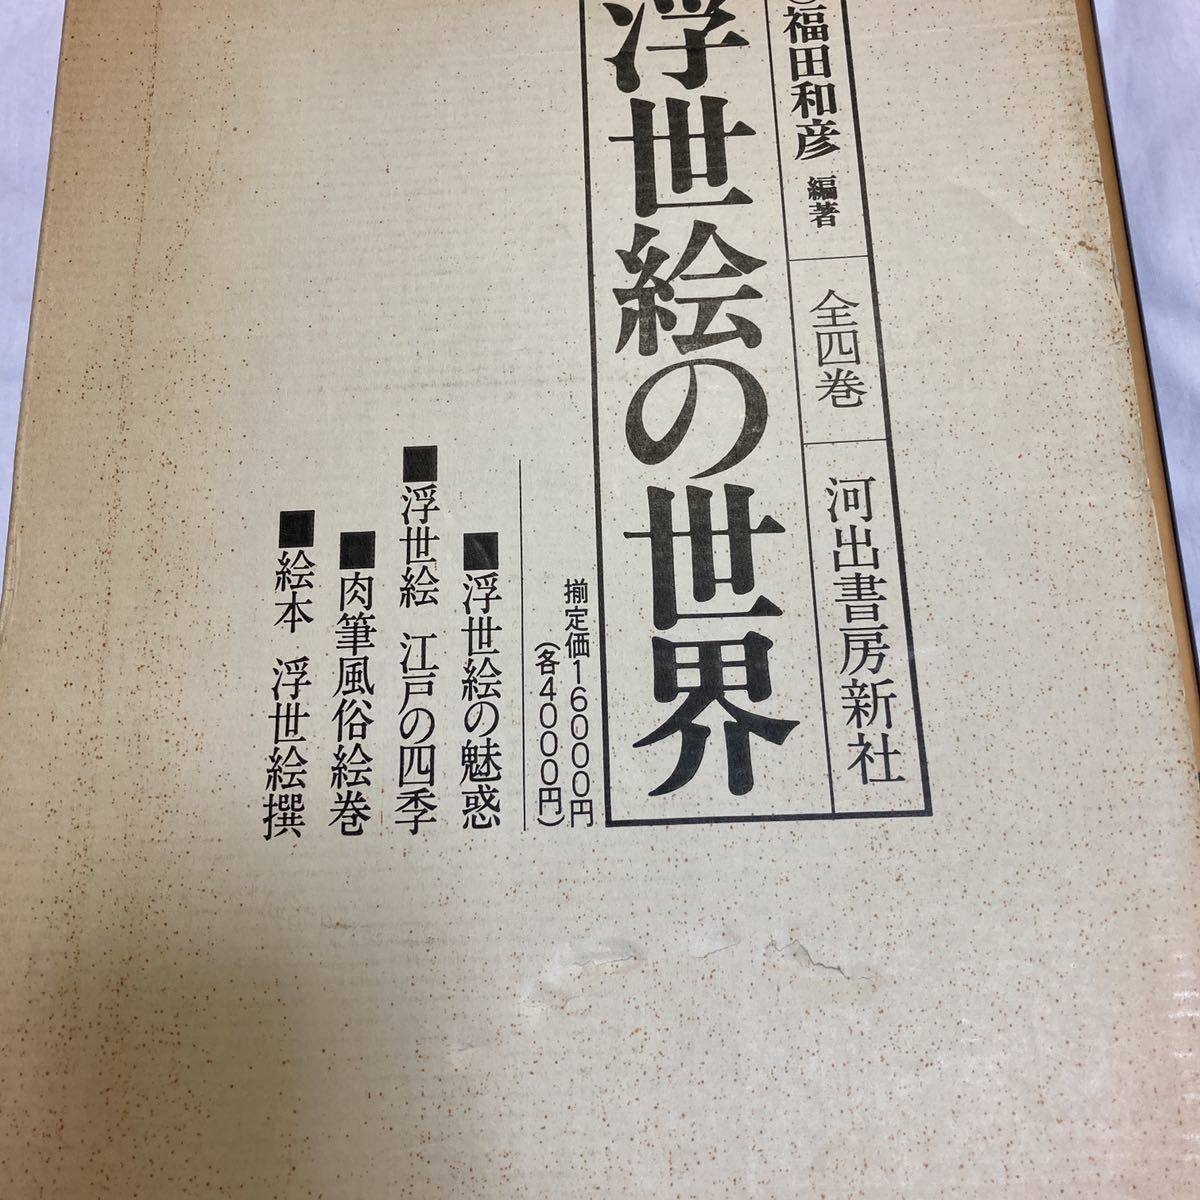 福田和彦 編著 全四巻 河出書房新社
浮世絵の世界
揃定価16000円
(各4000円)
■浮世絵の魅惑
■浮世絵 江戸の四季
■肉筆風俗絵巻
■絵本 浮世絵撰